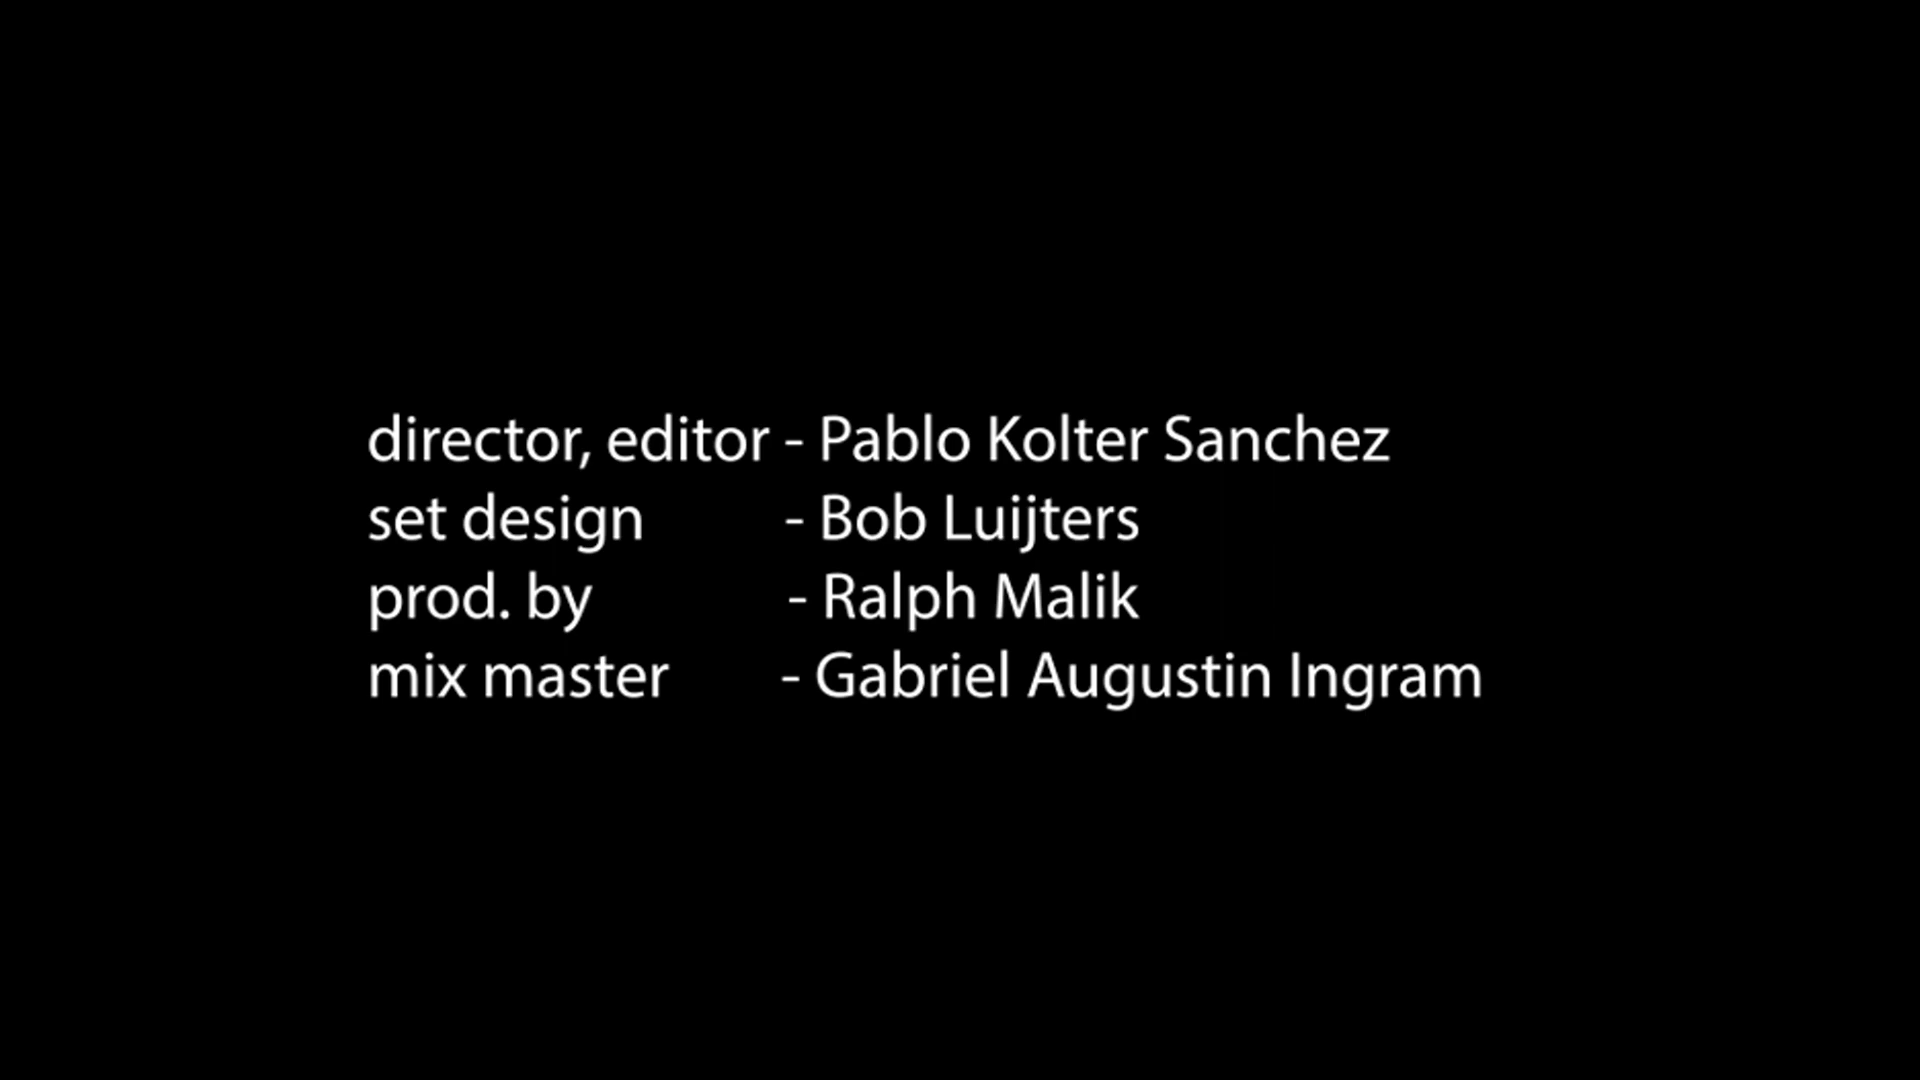 director, editor - Pablo Kolter Sanchez
set design - Bob Luijters
prod. by - Ralph Malik
mix master - Gabriel Augustin Ingram